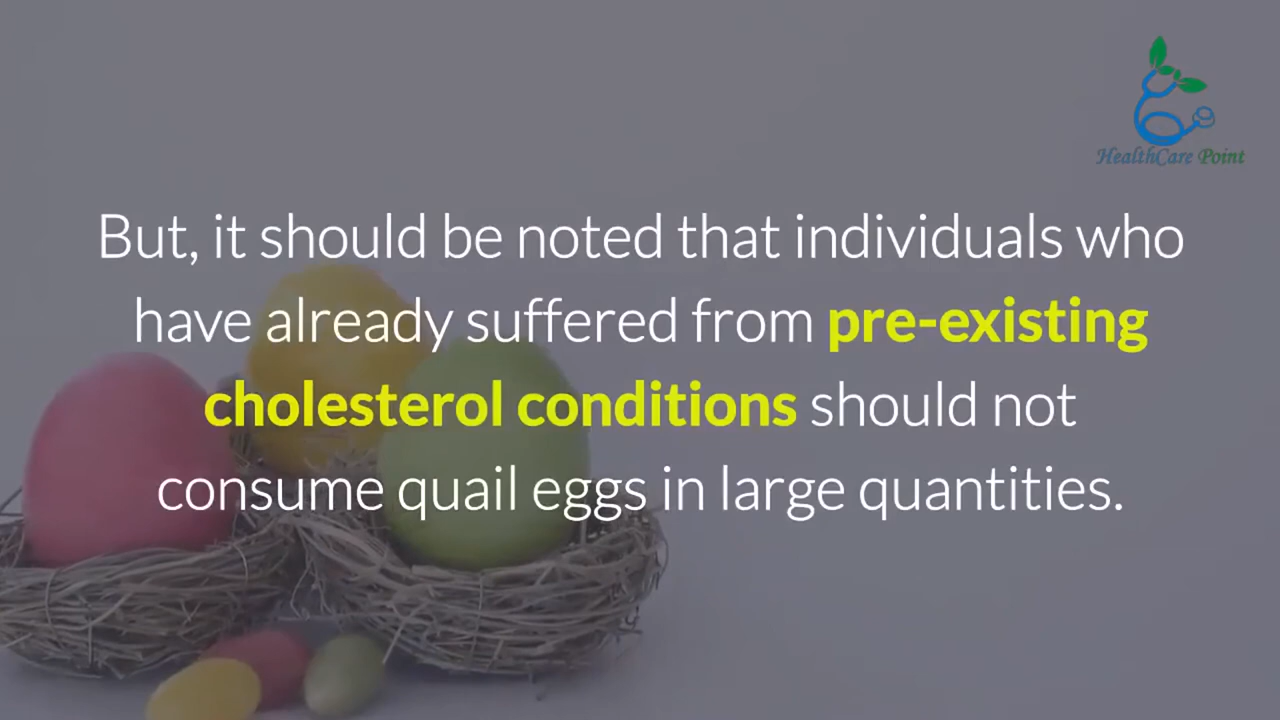 HealthCare Point
But, it should be noted that individuals who
have already suffered from pre-existing
cholesterol conditions should not
consume quail eggs in large quantities.